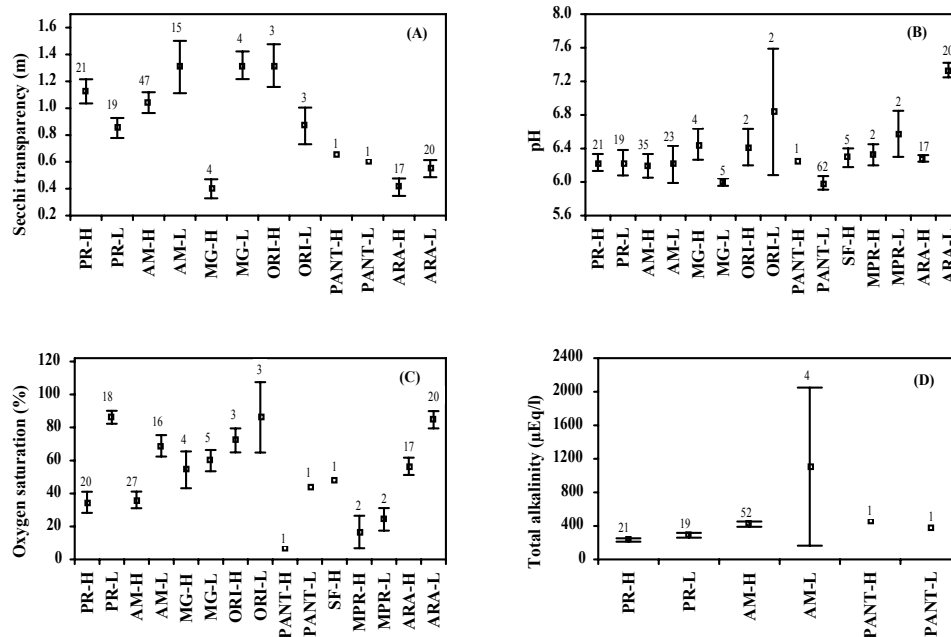 (A)
Secchi transparency (m)
1.6
1.4
1.2
1.0
0.8
0.6
0.4
0.2
21 19 47 15 4 4 3 3 1 1 17 20
PR-H PR-L AM-H AM-L MG-H MG-L ORI-H ORI-L PANT-H PANT-L ARA-H ARA-L
(B)
pH
8.0
7.4
6.8
6.2
5.6
21 19 35 23 4 5 2 2 1 62 5 2 2 17 20
PR-H PR-L AM-H AM-L MG-H MG-L ORI-H ORI-L PANT-H PANT-L SF-H MPR-H MPR-L ARA-H ARA-L
(C)
Oxygen saturation (%)
120
100
80
60
40
20
0
20 18 27 16 4 5 3 3 1 1 1 2 2 17 20
PR-H PR-L AM-H AM-L MG-H MG-L ORI-H ORI-L PANT-H PANT-L SF-H MPR-H MPR-L ARA-H ARA-L
(D)
Total alkalinity (µEq/l)
2400
2000
1600
1200
800
400
0
21 19 52 4 1 1
PR-H PR-L AM-H AM-L PANT-H PANT-L